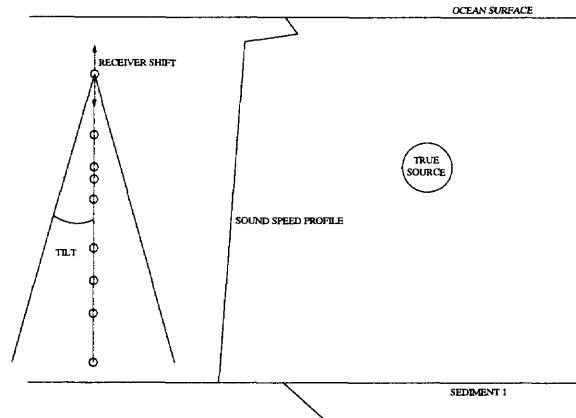 OCEAN SURFACE
RECEIVER SHIFT
TRUE
SOURCE
SOUND SPEED PROFILE
TILT
SEDIMENT 1